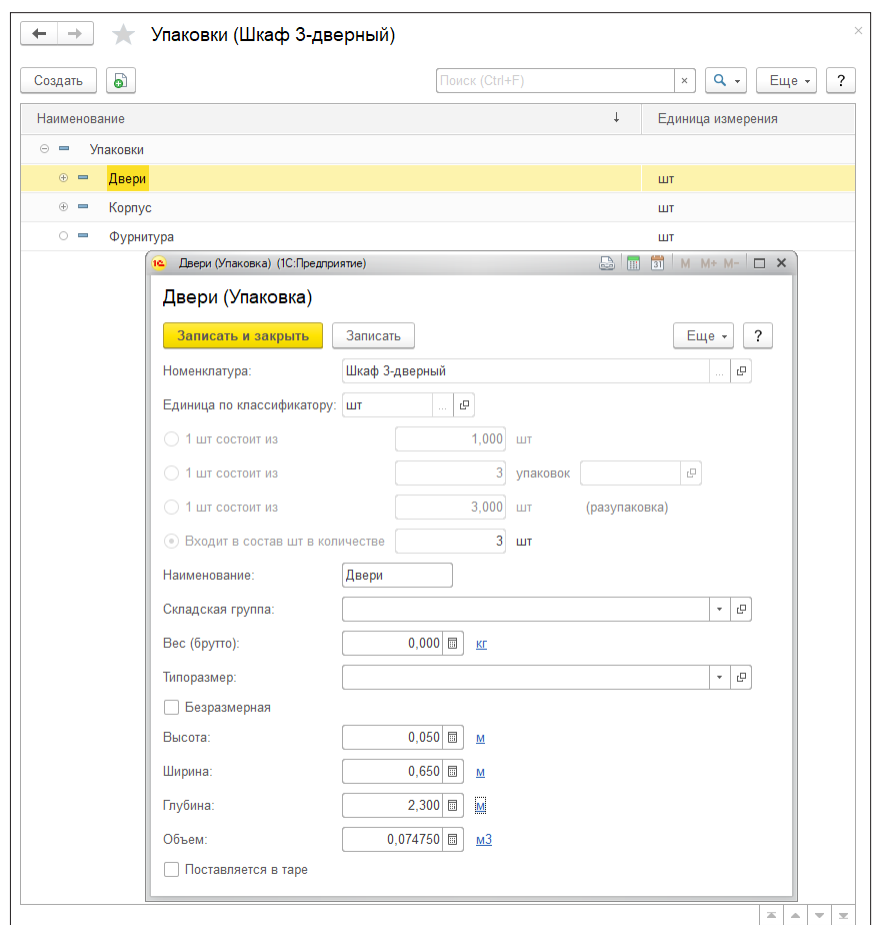 Упаковки (Шкаф 3-дверный)
Создать Поиск (Ctrl+F) × Еще ?
Наименование ↓ Единица измерения
Упаковки
Двери шт
Корпус шт
Фурнитура шт
1С Двери (Упаковка) (1С:Предприятие) 31 M M+ M-
Двери (Упаковка)
Записать и закрыть Записать Еще ?
Номенклатура: Шкаф 3-дверный ...
Единица по классификатору: шт ...
1 шт состоит из 1,000 шт
1 шт состоит из 3 упаковок
1 шт состоит из 3,000 шт (разупаковка)
Входит в состав шт в количестве 3 шт
Наименование: Двери
Складская группа:
Вес (брутто): 0,000 кг
Типоразмер:
Безразмерная
Высота: 0,050 м
Ширина: 0,650 м
Глубина: 2,300 м
Объем: 0,074750 м3
Поставляется в таре